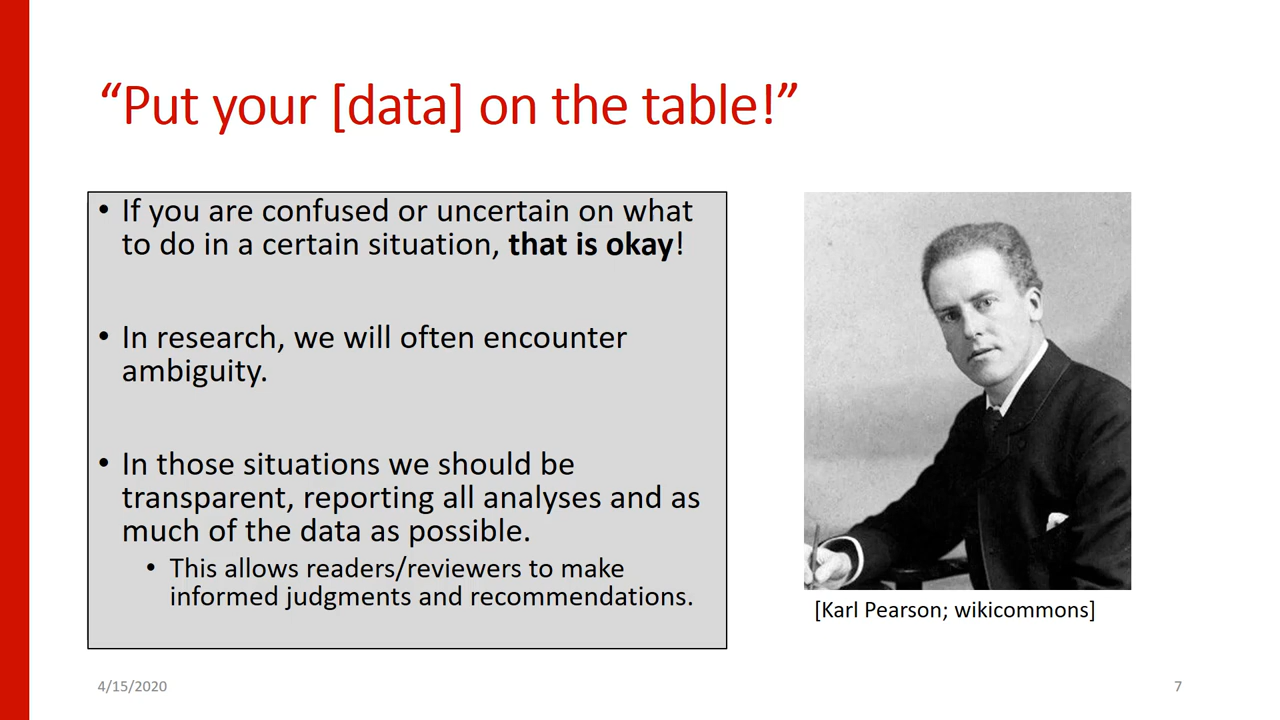 “Put your [data] on the table!”
• If you are confused or uncertain on what
to do in a certain situation, that is okay!
• In research, we will often encounter
ambiguity.
• In those situations we should be
transparent, reporting all analyses and as
much of the data as possible.
• This allows readers/reviewers to make
informed judgments and recommendations.
[Karl Pearson; wikicommons]
4/15/2020
7